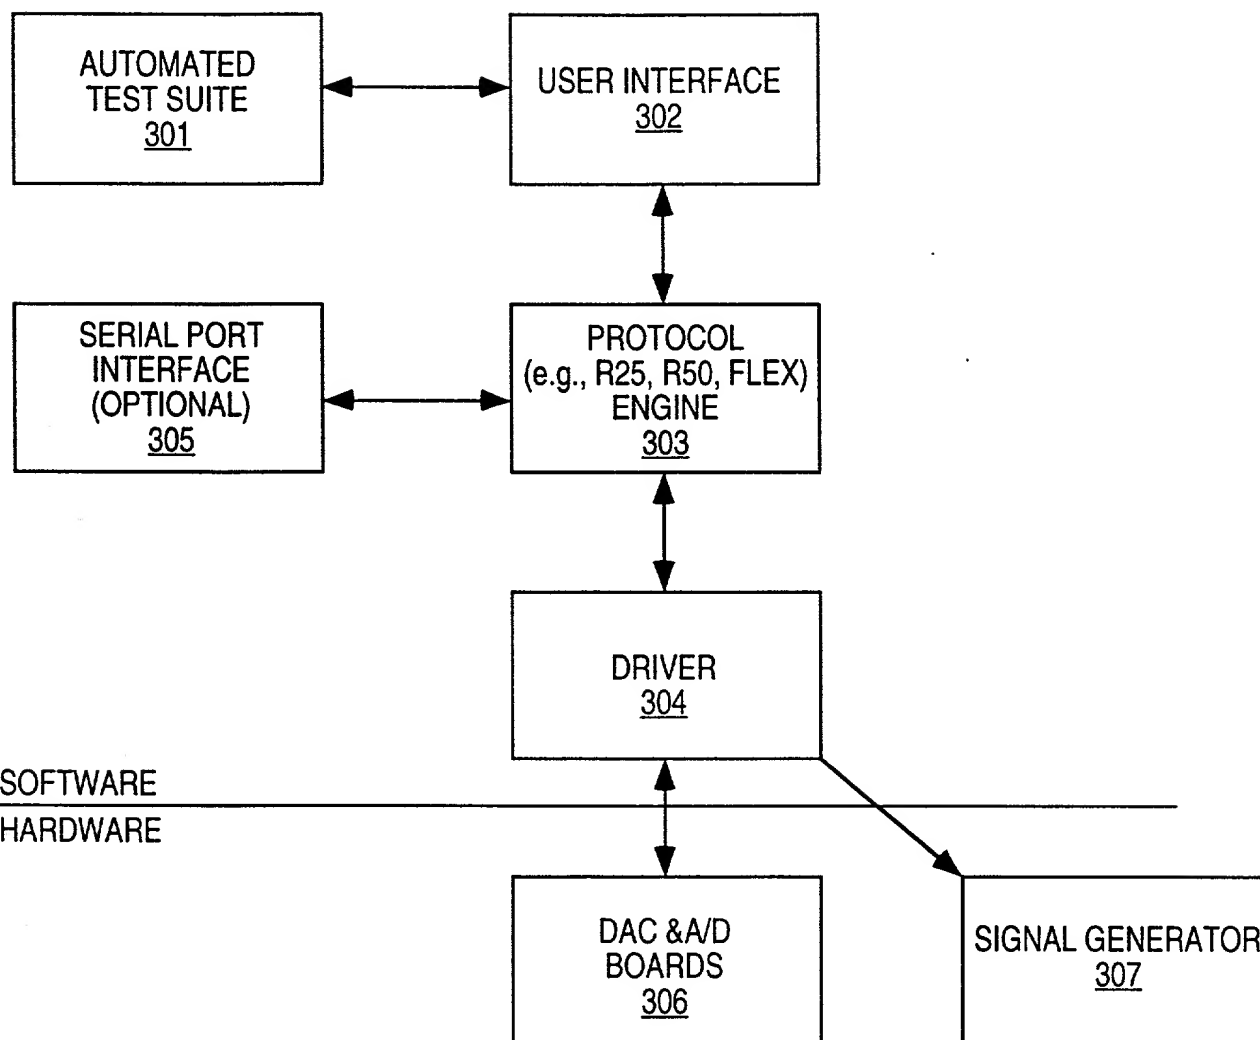 AUTOMATED
TEST SUITE
301
USER INTERFACE
302
SERIAL PORT
INTERFACE
(OPTIONAL)
305
PROTOCOL
(e.g., R25, R50, FLEX)
ENGINE
303
DRIVER
304
SOFTWARE
HARDWARE
DAC &A/D
BOARDS
306
SIGNAL GENERATOR
307